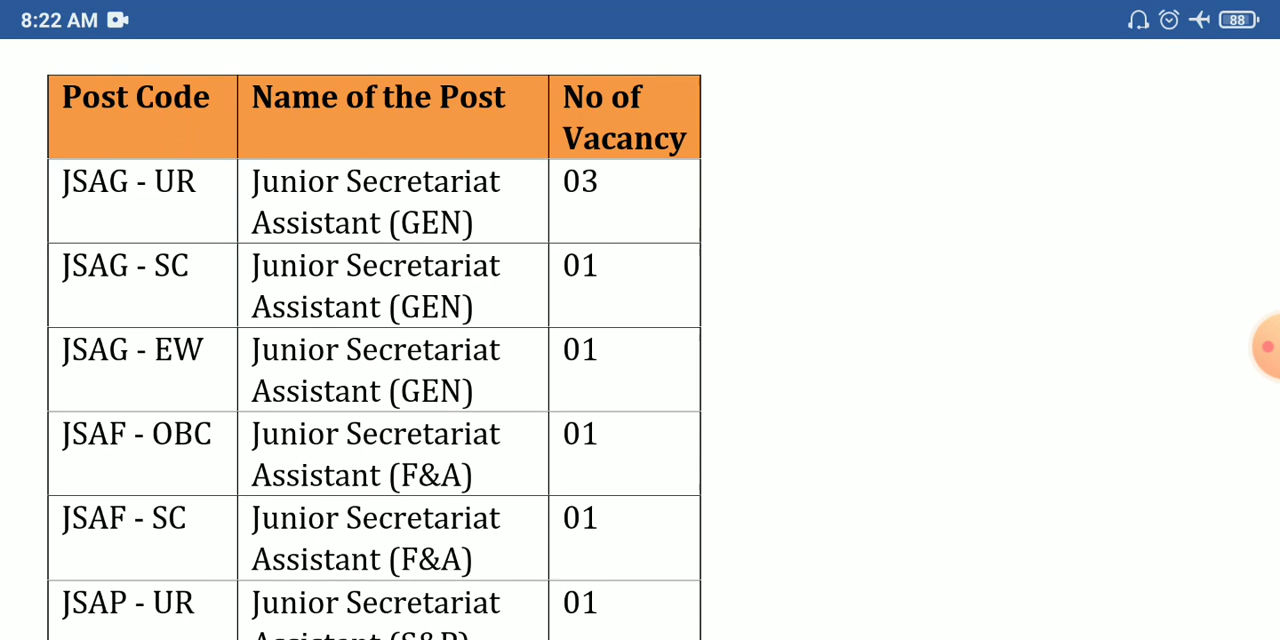 8:22 AM
88
Post Code Name of the Post No of
Vacancy
JSAG - UR Junior Secretariat 03
Assistant (GEN)
JSAG - SC Junior Secretariat 01
Assistant (GEN)
JSAG - EW Junior Secretariat 01
Assistant (GEN)
JSAF - OBC Junior Secretariat 01
Assistant (F&A)
JSAF - SC Junior Secretariat 01
Assistant (F&A)
JSAP - UR Junior Secretariat 01
Assistant (S&P)